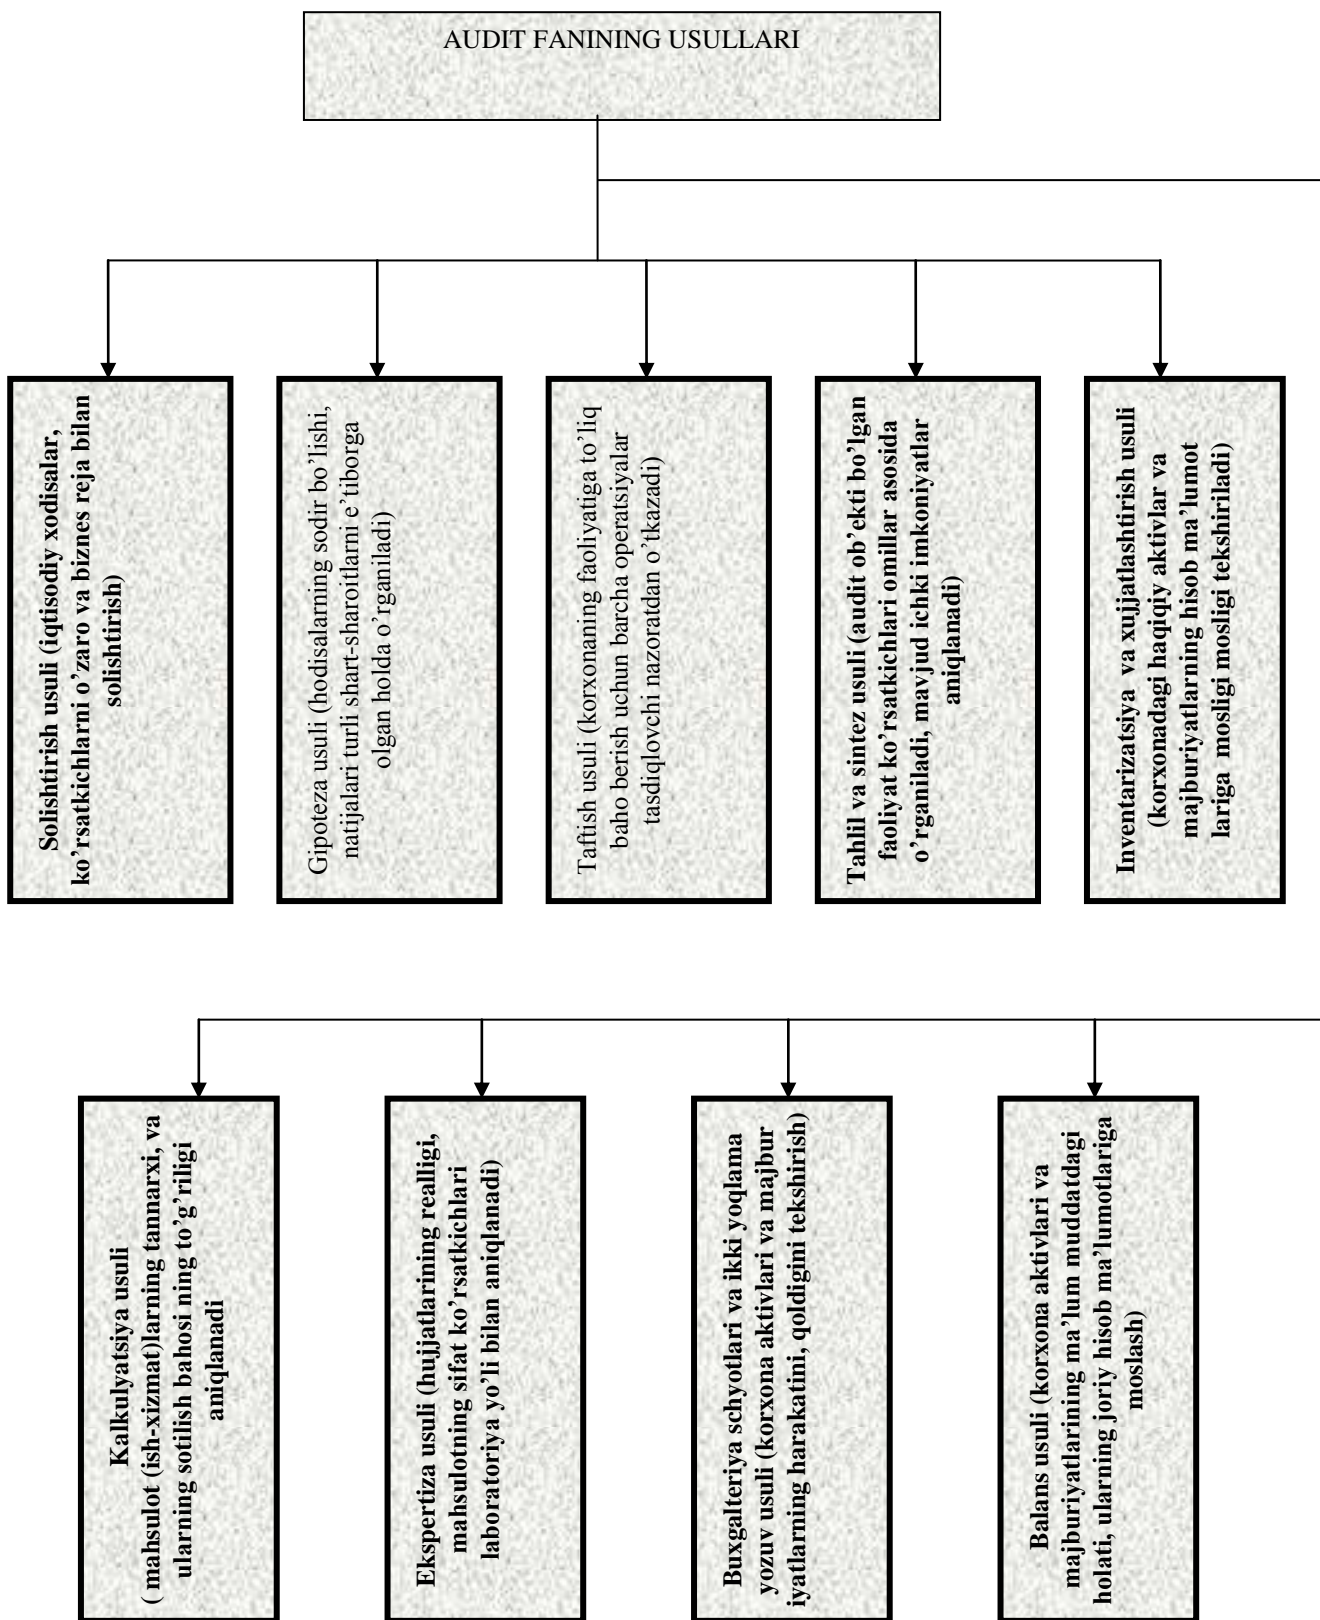 AUDIT FANINING USULLARI
Solishtirish usuli (iqtisodiy xodisalar,
ko’rsatkichlarni o’zaro va biznes reja bilan
solishtirish)
Gipoteza usuli (hodisalarning sodir bo’lishi,
natijalari turli shart-sharoitlarni e’tiborga
olgan holda o’rganiladi)
Taftish usuli (korxonaning faoliyatiga to’liq
baho berish uchun barcha operatsiyalar
tasdiqlovchi nazoratdan o’tkazadi)
Tahlil va sintez usuli (audit ob’ekti bo’lgan
faoliyat ko’rsatkichlari omillar asosida
o’rganiladi, mavjud ichki imkoniyatlar
aniqlanadi)
Inventarizatsiya va xujjatlashtirish usuli
(korxonadagi haqiqiy aktivlar va
majburiyatlarning hisob ma’lumot
lariga mosligi mosligi tekshiriladi)
Kalkulyatsiya usuli
( mahsulot (ish-xizmat)larning tannarxi, va
ularning sotilish bahosi ning to’g’riligi
aniqlanadi
Ekspertiza usuli (hujjatlarining realligi,
mahsulotning sifat ko’rsatkichlari
laboratoriya yo’li bilan aniqlanadi)
Buxgalteriya schyotlari va ikki yoqlama
yozuv usuli (korxona aktivlari va majbur
iyatlarning harakatini, qoldigini tekshirish)
Balans usuli (korxona aktivlari va
majburiyatlarining ma’lum muddatdagi
holati, ularning joriy hisob ma’lumotlariga
moslash)